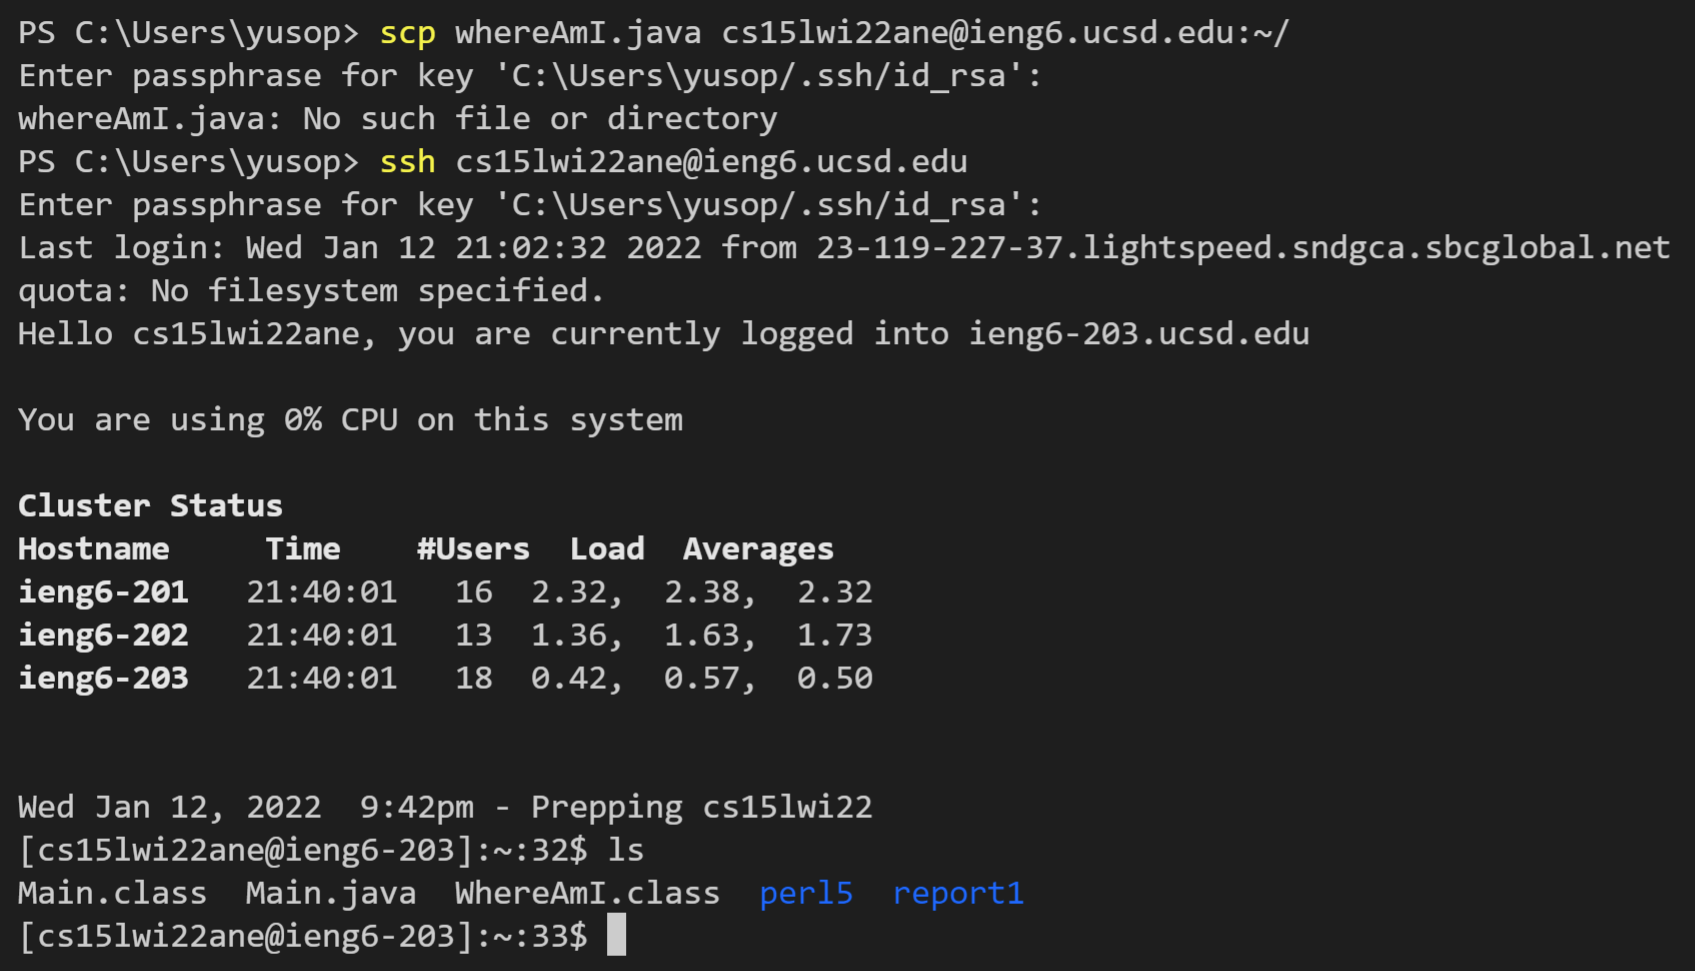 PS C:\Users\yusop> scp whereAmI.java cs15lwi22ane@ieng6.ucsd.edu:~/
Enter passphrase for key 'C:\Users\yusop/.ssh/id_rsa':
whereAmI.java: No such file or directory
PS C:\Users\yusop> ssh cs15lwi22ane@ieng6.ucsd.edu
Enter passphrase for key 'C:\Users\yusop/.ssh/id_rsa':
Last login: Wed Jan 12 21:02:32 2022 from 23-119-227-37.lightspeed.sndgca.sbcglobal.net
quota: No filesystem specified.
Hello cs15lwi22ane, you are currently logged into ieng6-203.ucsd.edu
You are using 0% CPU on this system
Cluster Status
Hostname     Time    #Users  Load  Averages
ieng6-201   21:40:01   16  2.32,  2.38,  2.32
ieng6-202   21:40:01   13  1.36,  1.63,  1.73
ieng6-203   21:40:01   18  0.42,  0.57,  0.50
Wed Jan 12, 2022  9:42pm - Prepping cs15lwi22
[cs15lwi22ane@ieng6-203]:~:32$ ls
Main.class  Main.java  WhereAmI.class  perl5  report1
[cs15lwi22ane@ieng6-203]:~:33$